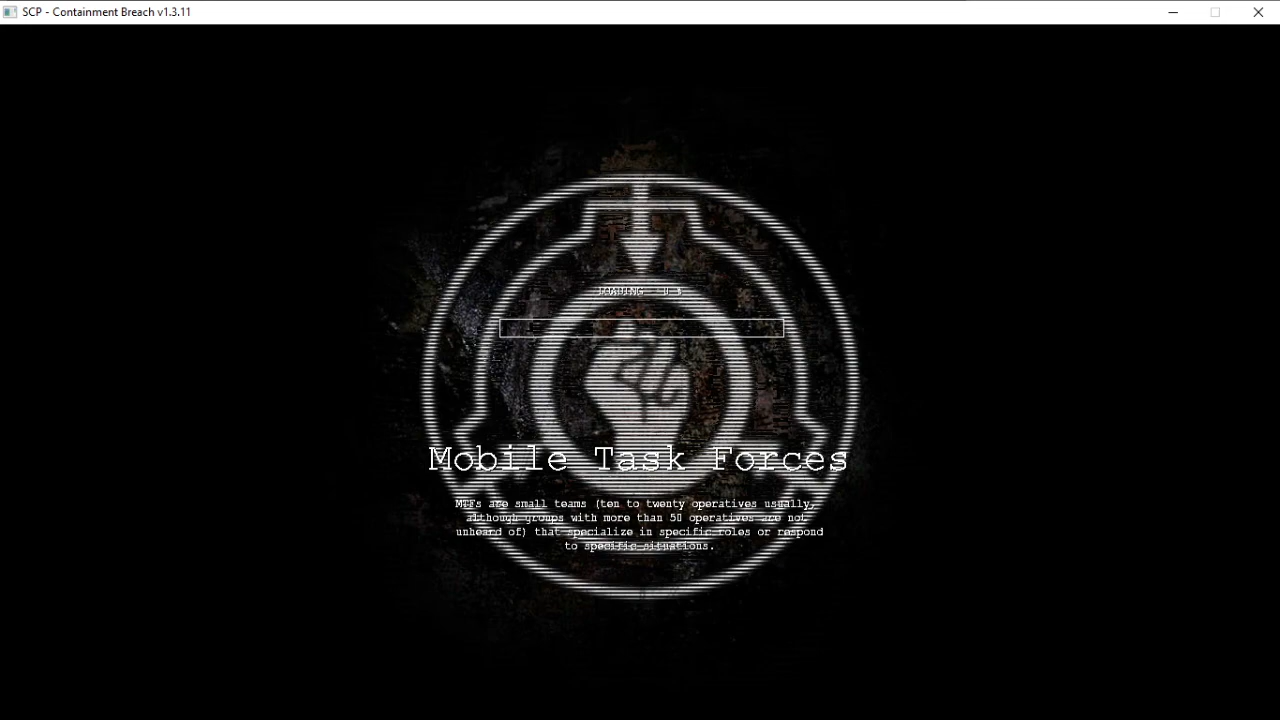 SCP - Containment Breach v1.3.11
LOADING - 0 %
Mobile Task Forces
MTFs are small teams (ten to twenty operatives usually,
although groups with more than 50 operatives are not
unheard of) that specialize in specific roles or respond
to specific situations.